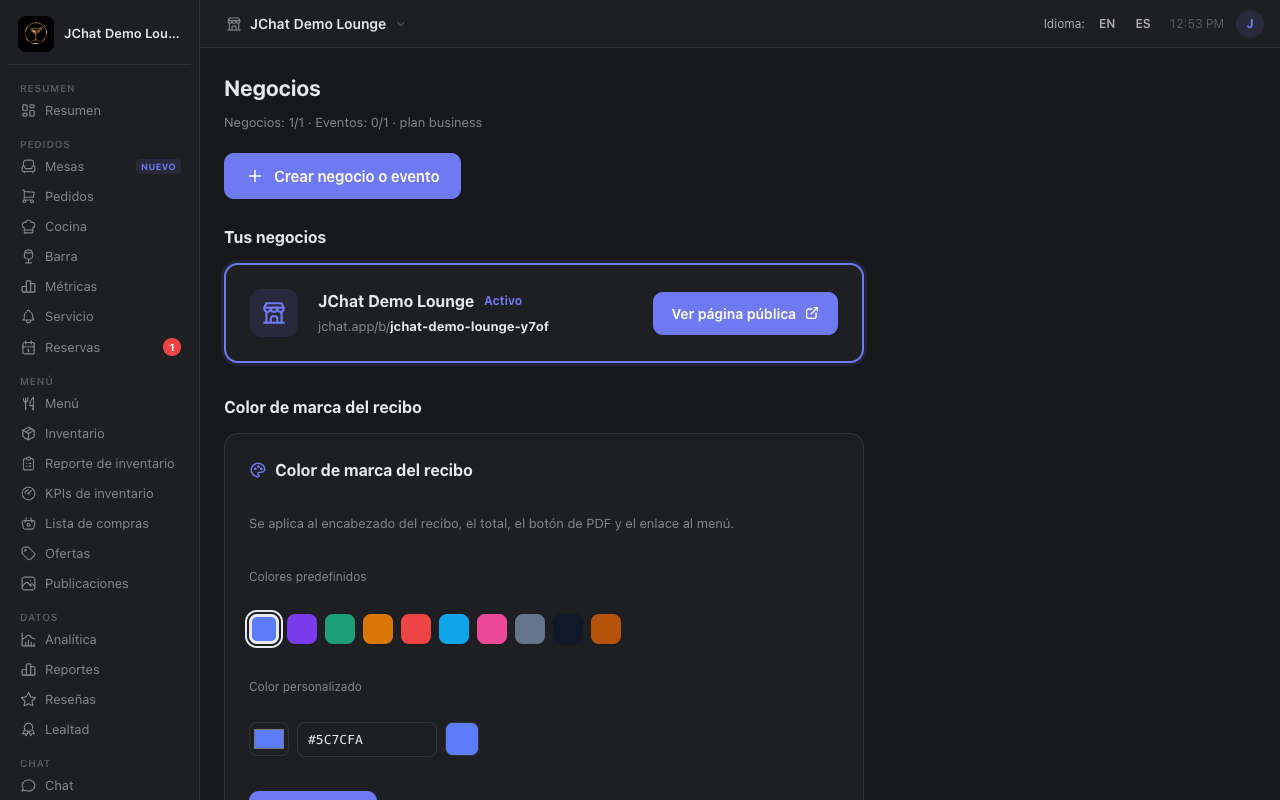 JChat Demo Lou...
RESUMEN
Resumen
PEDIDOS
Mesas NUEVO
Pedidos
Cocina
Barra
Métricas
Servicio
Reservas 1
MENÚ
Menú
Inventario
Reporte de inventario
KPIs de inventario
Lista de compras
Ofertas
Publicaciones
DATOS
Analítica
Reportes
Reseñas
Lealtad
CHAT
Chat
JChat Demo Lounge
Idioma: EN ES 12:53 PM J
Negocios
Negocios: 1/1 · Eventos: 0/1 · plan business
Crear negocio o evento
Tus negocios
JChat Demo Lounge Activo
jchat.app/b/jchat-demo-lounge-y7of
Ver página pública
Color de marca del recibo
Color de marca del recibo
Se aplica al encabezado del recibo, el total, el botón de PDF y el enlace al menú.
Colores predefinidos
Color personalizado
#5C7CFA